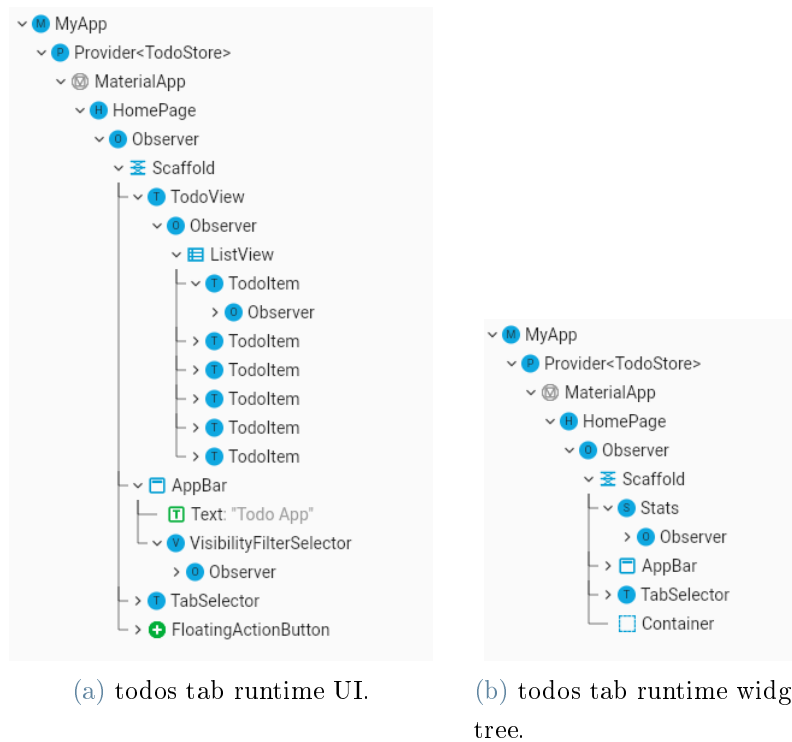 MyApp
Provider<TodoStore>
MaterialApp
HomePage
Observer
Scaffold
TodoView
Observer
ListView
TodoItem
Observer
TodoItem
TodoItem
TodoItem
TodoItem
TodoItem
AppBar
Text: "Todo App"
VisibilityFilterSelector
Observer
TabSelector
FloatingActionButton
(a) todos tab runtime UI.
MyApp
Provider<TodoStore>
MaterialApp
HomePage
Observer
Scaffold
Stats
Observer
AppBar
TabSelector
Container
(b) todos tab runtime widg
tree.